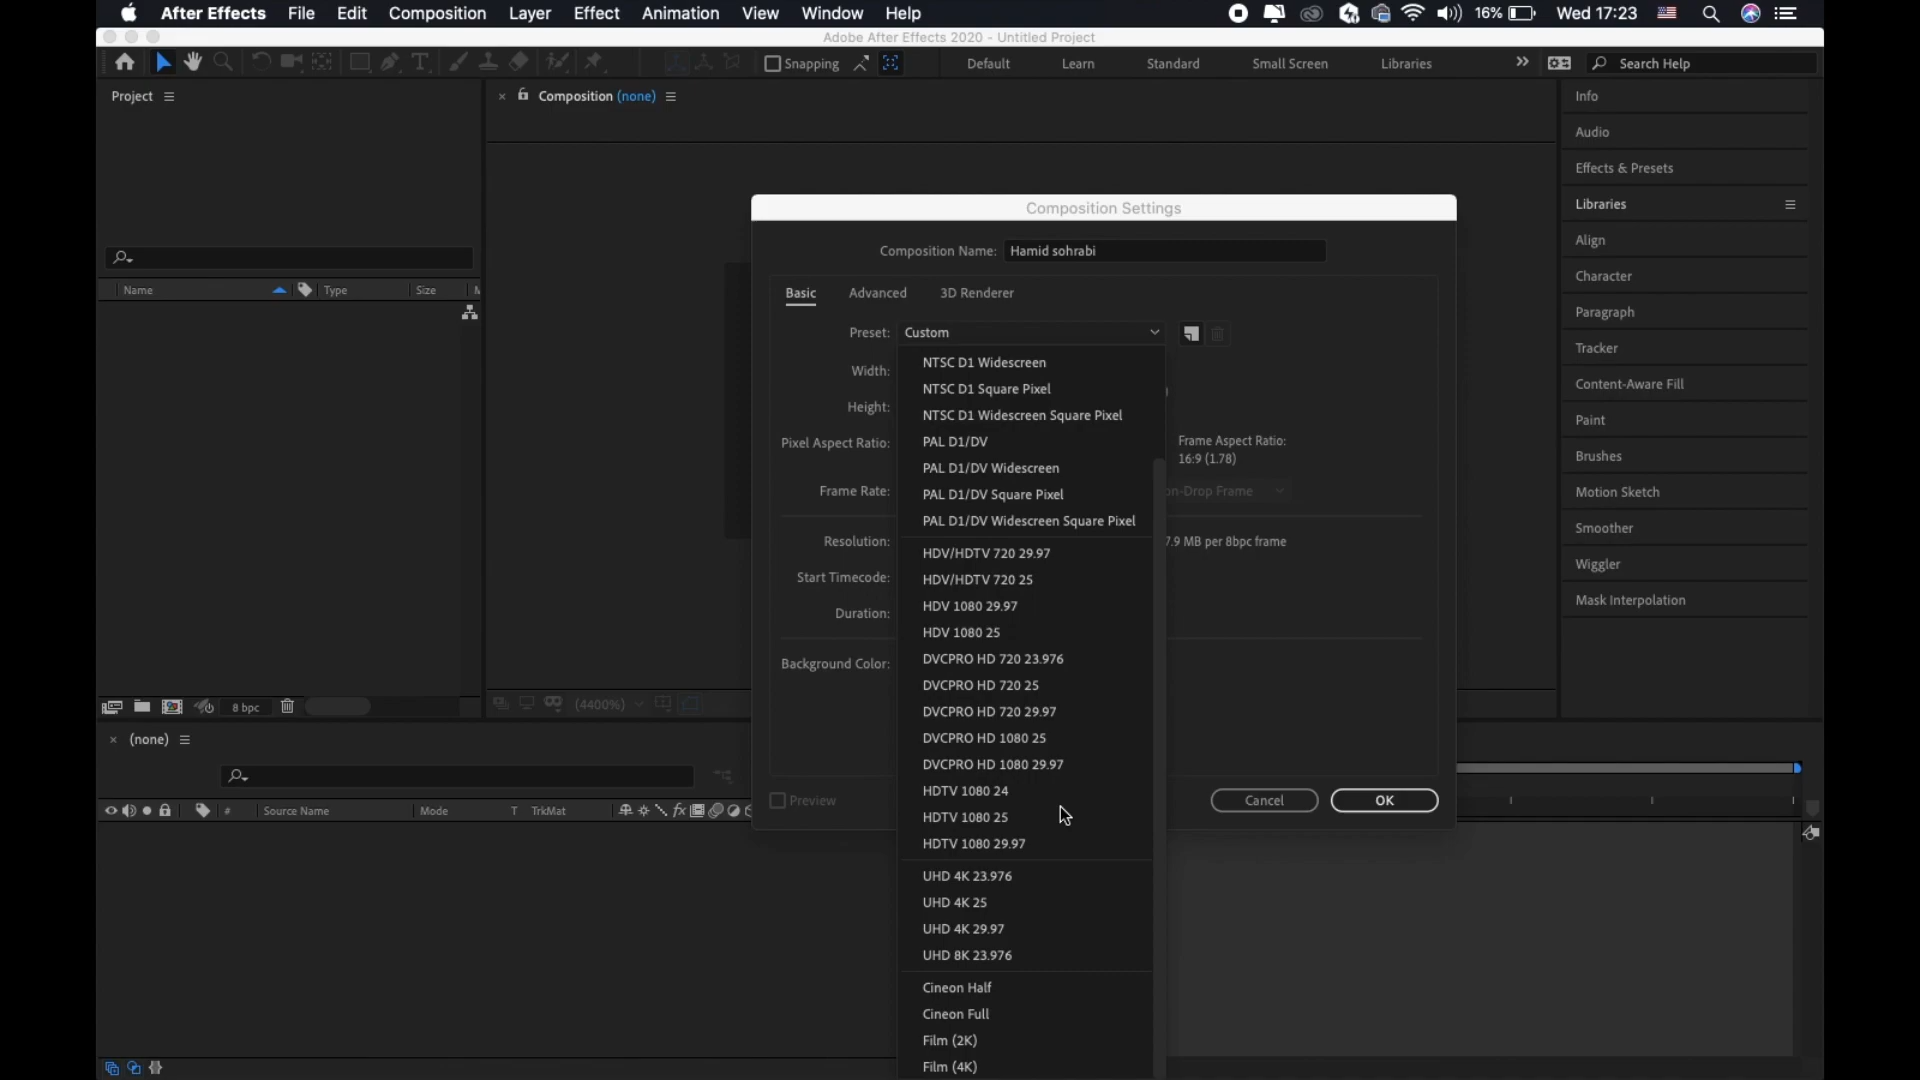 After Effects File Edit Composition Layer Effect Animation View Window Help 16% Wed 17:23
Adobe After Effects 2020 - Untitled Project
Snapping Default Learn Standard Small Screen Libraries Search Help
Project
Composition (none)
Info
Audio
Effects & Presets
Libraries
Align
Character
Paragraph
Tracker
Content-Aware Fill
Paint
Brushes
Motion Sketch
Smoother
Wiggler
Mask Interpolation
Name Type Size
8 bpc
(4400%)
Composition Settings
Composition Name: Hamid sohrabi
Basic Advanced 3D Renderer
Preset: Custom
Width:
Height:
Pixel Aspect Ratio:
Frame Aspect Ratio:
16:9 (1.78)
Frame Rate:
on-Drop Frame
Resolution:
7.9 MB per 8bpc frame
Start Timecode:
Duration:
Background Color:
Preview
Cancel OK
NTSC D1 Widescreen
NTSC D1 Square Pixel
NTSC D1 Widescreen Square Pixel
PAL D1/DV
PAL D1/DV Widescreen
PAL D1/DV Square Pixel
PAL D1/DV Widescreen Square Pixel
HDV/HDTV 720 29.97
HDV/HDTV 720 25
HDV 1080 29.97
HDV 1080 25
DVCPRO HD 720 23.976
DVCPRO HD 720 25
DVCPRO HD 720 29.97
DVCPRO HD 1080 25
DVCPRO HD 1080 29.97
HDTV 1080 24
HDTV 1080 25
HDTV 1080 29.97
UHD 4K 23.976
UHD 4K 25
UHD 4K 29.97
UHD 8K 23.976
Cineon Half
Cineon Full
Film (2K)
Film (4K)
(none)
# Source Name Mode T TrkMat